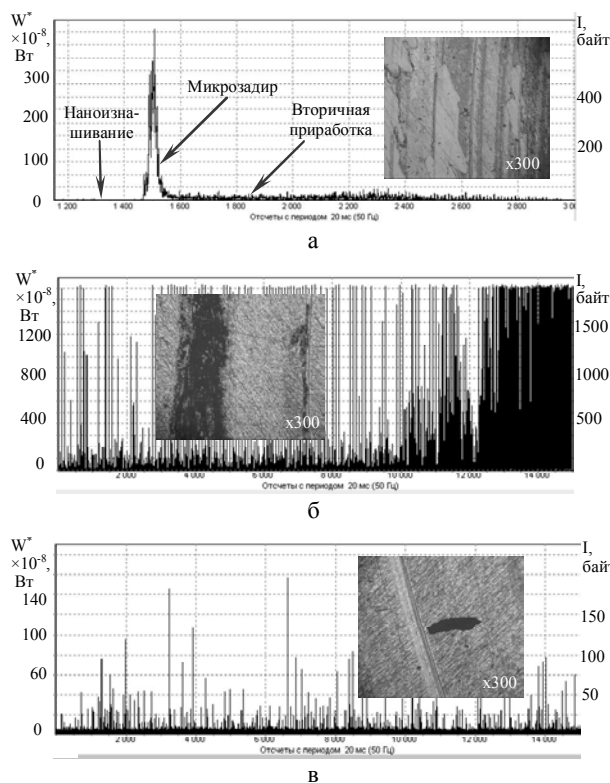 W*
×10-8,
Вт
I,
байт
300
200
100
0
400
200
Наноизна-
шивание
Микрозадир
Вторичная
приработка
x300
1 200 1 400 1 600 1 800 2 000 2 200 2 400 2 600 2 800 3 000
Отсчеты с периодом 20 мс (50 Гц)
а
W*
×10-8,
Вт
I,
байт
1200
800
400
0
1500
1000
500
x300
2 000 4 000 6 000 8 000 10 000 12 000 14 000
Отсчеты с периодом 20 мс (50 Гц)
б
W*
×10-8,
Вт
I,
байт
140
100
60
0
150
100
50
x300
2 000 4 000 6 000 8 000 10 000 12 000 14 000
Отсчеты с периодом 20 мс (50 Гц)
в